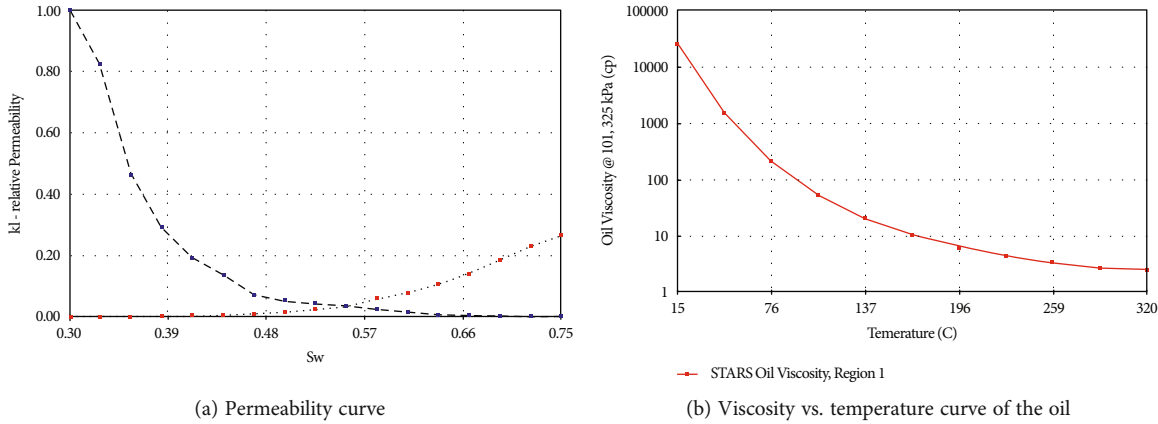 1.00
0.80
0.60
0.40
0.20
0.00
kl - relative Permeability
0.30 0.39 0.48 0.57 0.66 0.75
Sw
(a) Permeability curve
100000
10000
1000
100
10
1
Oil Viscosity @ 101, 325 kPa (cp)
15 76 137 196 259 320
Temerature (C)
STARS Oil Viscosity, Region 1
(b) Viscosity vs. temperature curve of the oil